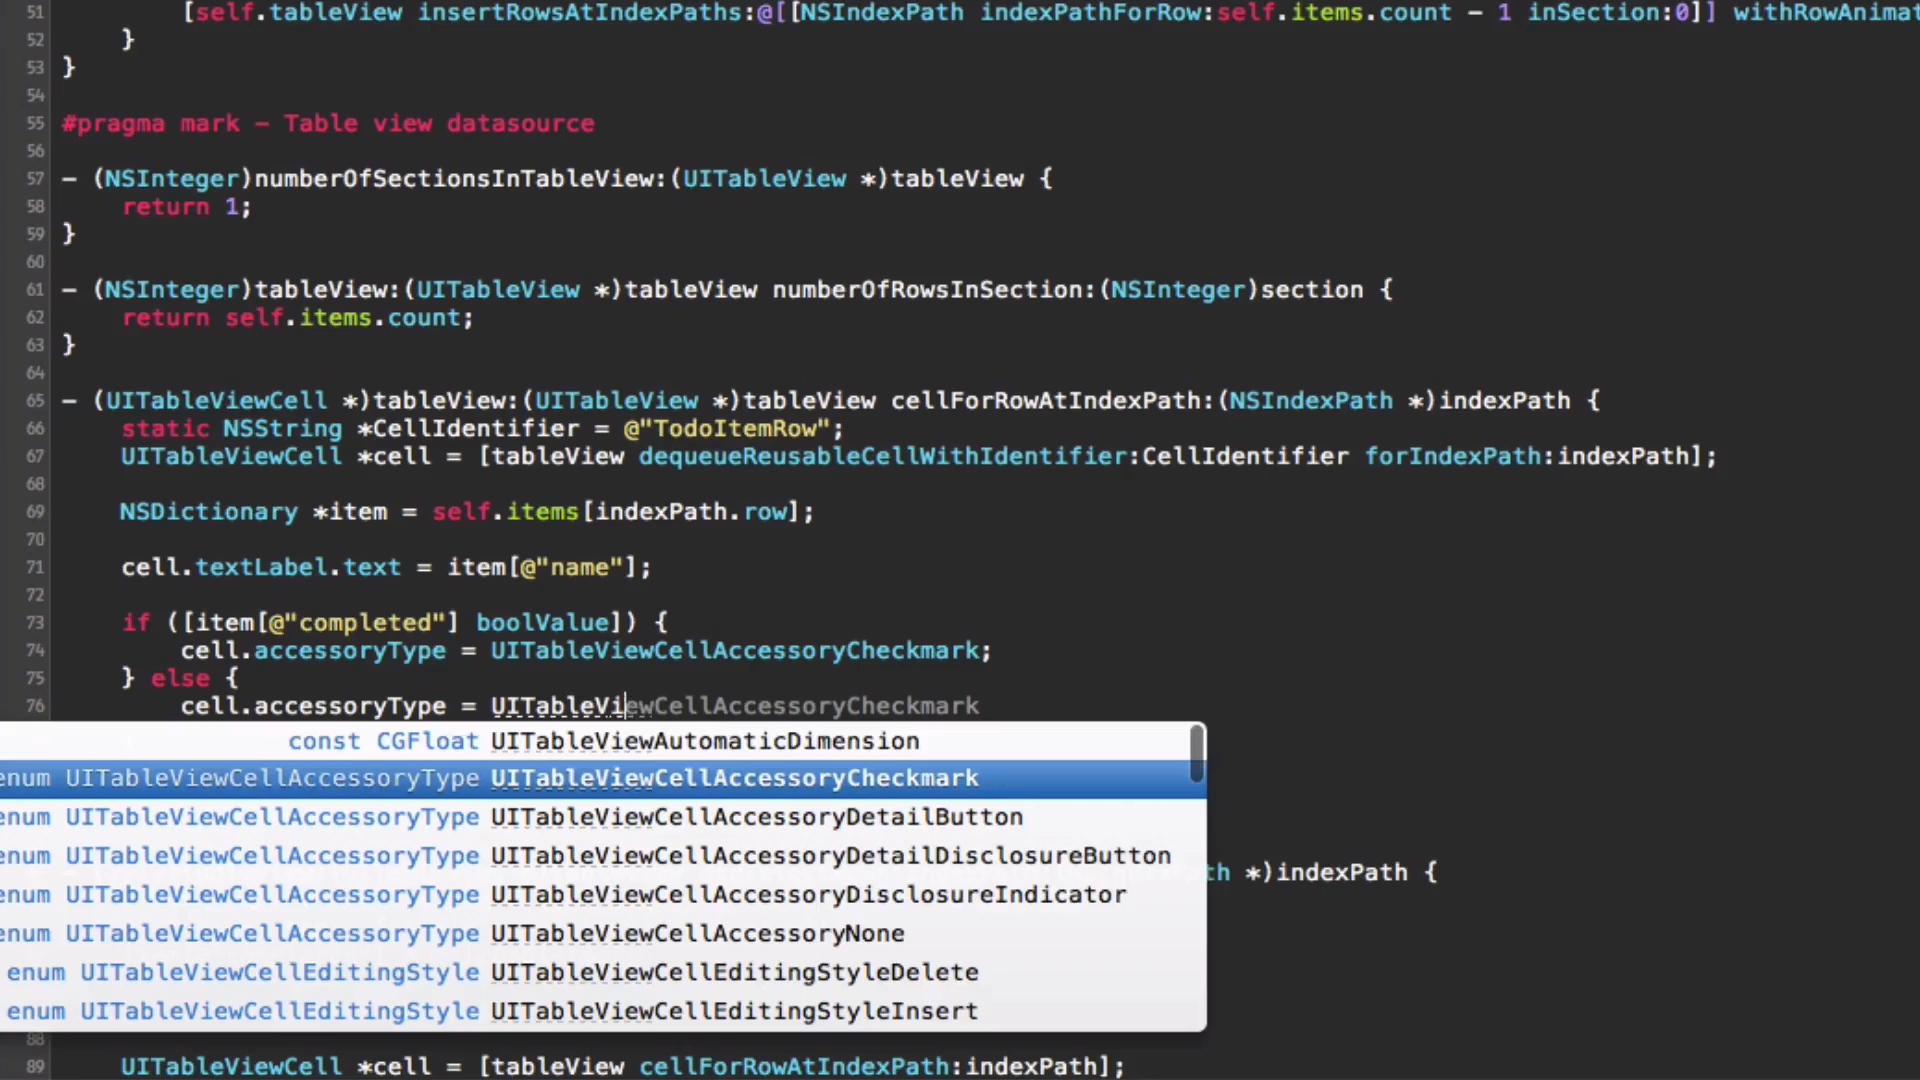 51 [self.tableView insertRowsAtIndexPaths:@[[NSIndexPath indexPathForRow:self.items.count - 1 inSection:0]] withRowAnimat
52 }
53 }
54
55 #pragma mark - Table view datasource
56
57 - (NSInteger)numberOfSectionsInTableView:(UITableView *)tableView {
58 return 1;
59 }
60
61 - (NSInteger)tableView:(UITableView *)tableView numberOfRowsInSection:(NSInteger)section {
62 return self.items.count;
63 }
64
65 - (UITableViewCell *)tableView:(UITableView *)tableView cellForRowAtIndexPath:(NSIndexPath *)indexPath {
66 static NSString *CellIdentifier = @"TodoItemRow";
67 UITableViewCell *cell = [tableView dequeueReusableCellWithIdentifier:CellIdentifier forIndexPath:indexPath];
68
69 NSDictionary *item = self.items[indexPath.row];
70
71 cell.textLabel.text = item[@"name"];
72
73 if ([item[@"completed"] boolValue]) {
74 cell.accessoryType = UITableViewCellAccessoryCheckmark;
75 } else {
76 cell.accessoryType = UITableViewCellAccessoryCheckmark
const CGFloat UITableViewAutomaticDimension
enum UITableViewCellAccessoryType UITableViewCellAccessoryCheckmark
enum UITableViewCellAccessoryType UITableViewCellAccessoryDetailButton
enum UITableViewCellAccessoryType UITableViewCellAccessoryDetailDisclosureButton
th *)indexPath {
enum UITableViewCellAccessoryType UITableViewCellAccessoryDisclosureIndicator
enum UITableViewCellAccessoryType UITableViewCellAccessoryNone
enum UITableViewCellEditingStyle UITableViewCellEditingStyleDelete
enum UITableViewCellEditingStyle UITableViewCellEditingStyleInsert
88
89 UITableViewCell *cell = [tableView cellForRowAtIndexPath:indexPath];